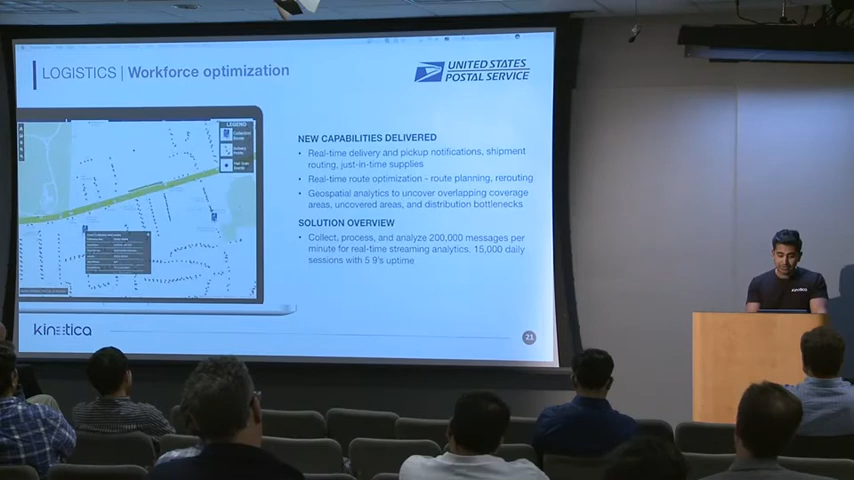 LOGISTICS | Workforce optimization
UNITED STATES
POSTAL SERVICE
LEGEND
NEW CAPABILITIES DELIVERED
• Real-time delivery and pickup notifications, shipment
routing, just-in-time supplies
• Real-time route optimization - route planning, rerouting
• Geospatial analytics to uncover overlapping coverage
areas, uncovered areas, and distribution bottlenecks
SOLUTION OVERVIEW
• Collect, process, and analyze 200,000 messages per
minute for real-time streaming analytics. 15,000 daily
sessions with 5 9's uptime
kinetica
21
kinetica